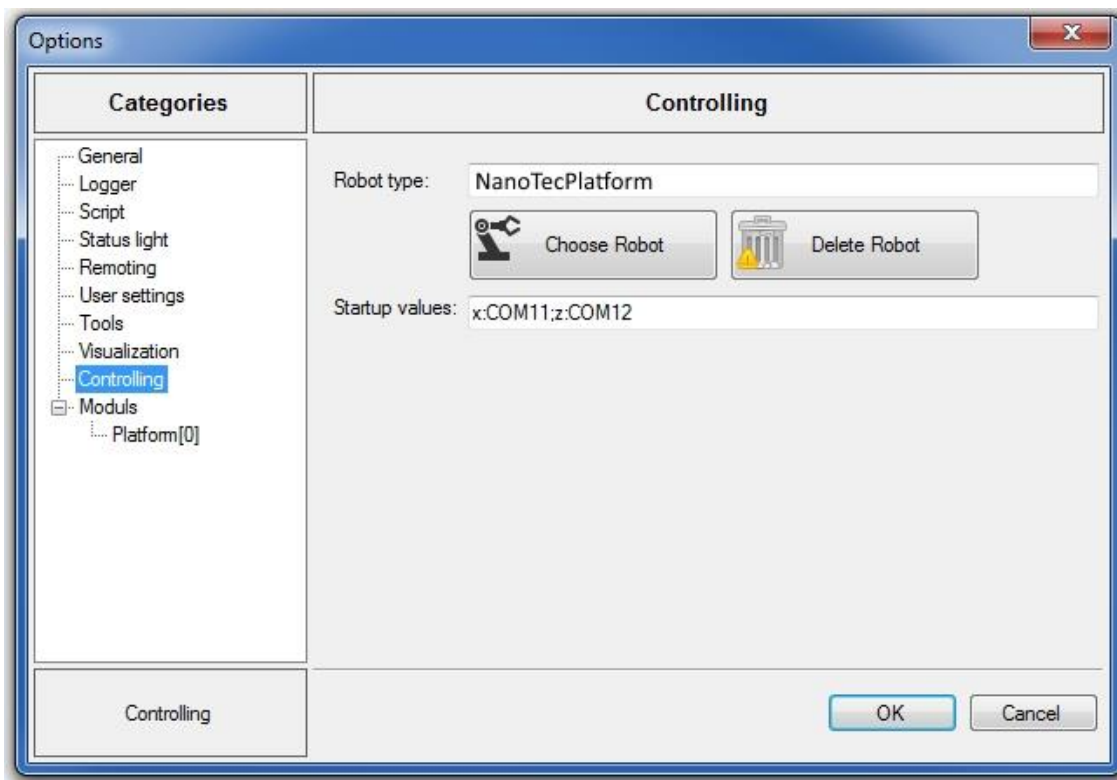 Options
Categories
General
Logger
Script
Status light
Remoting
User settings
Tools
Visualization
Controlling
Moduls
Platform[0]
Controlling
Controlling
Robot type: NanoTecPlatform
Choose Robot Delete Robot
Startup values: x:COM11;z:COM12
OK Cancel